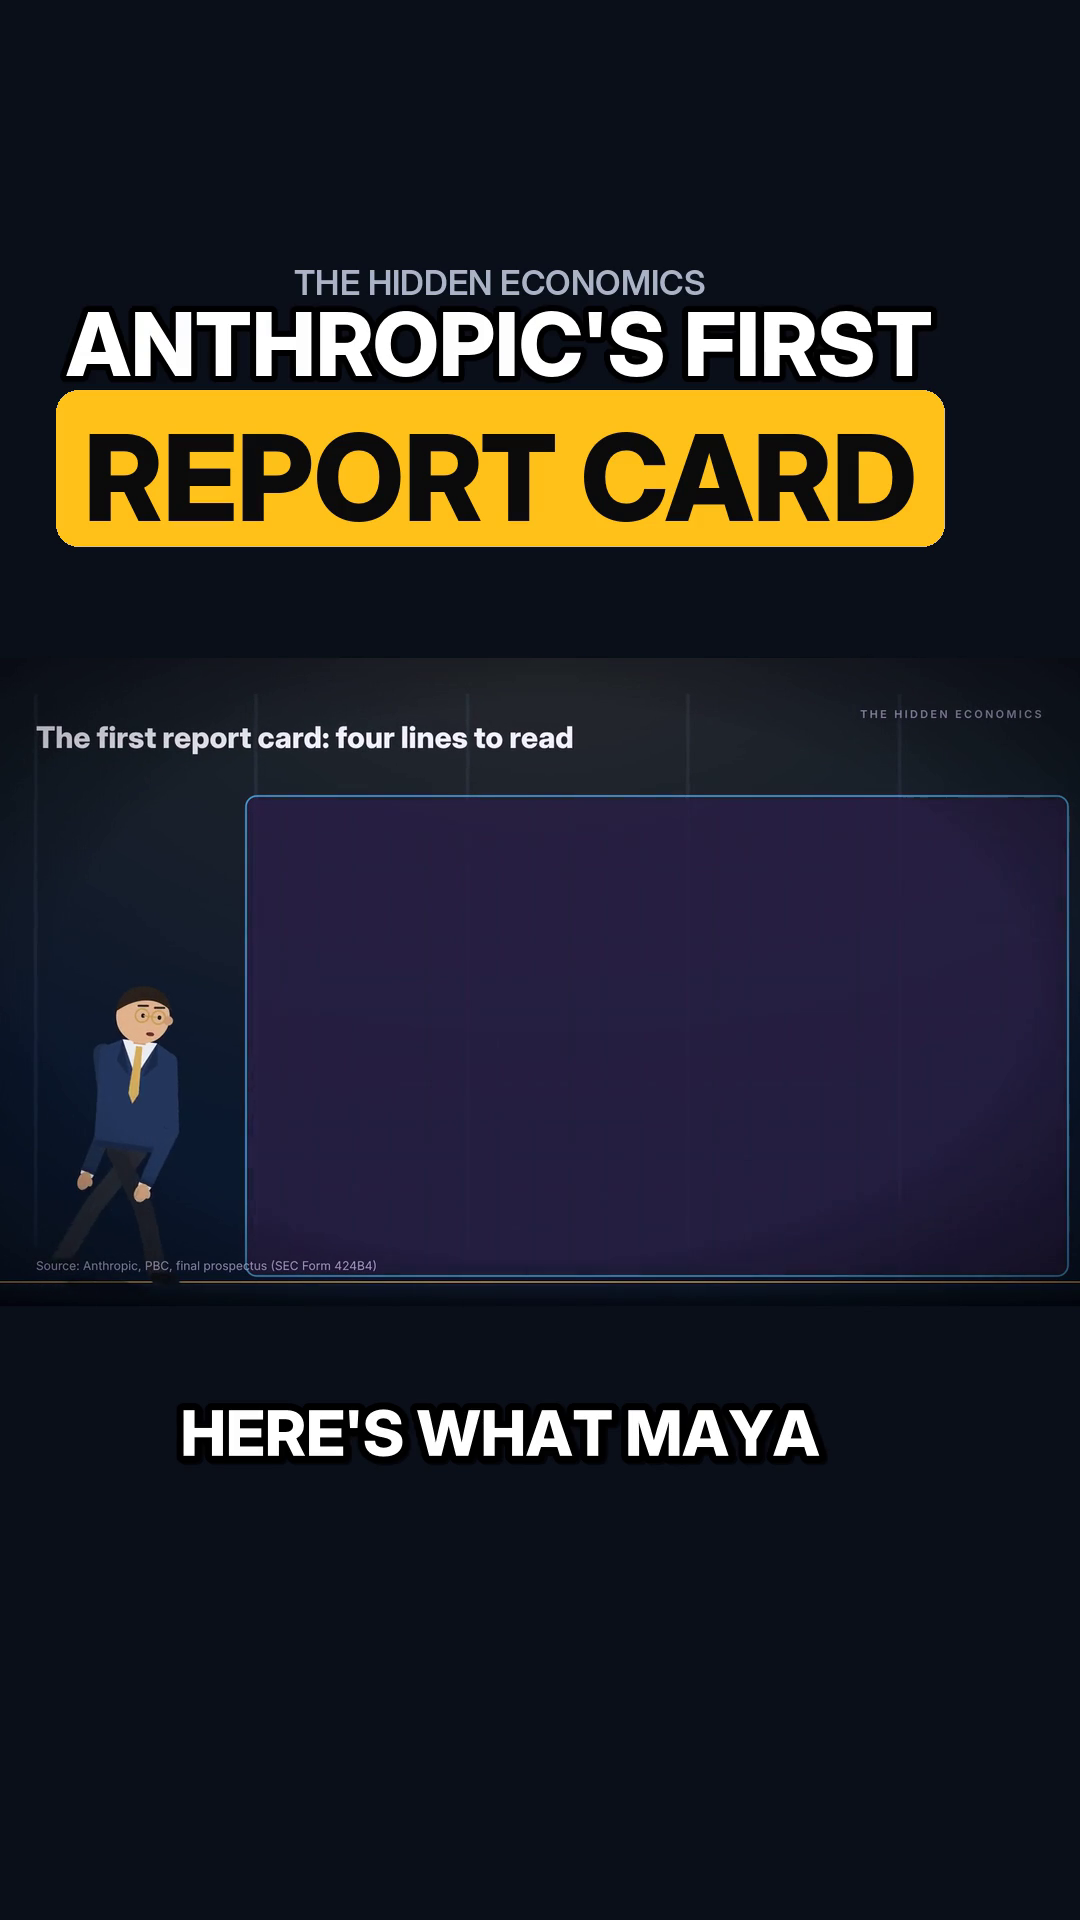 THE HIDDEN ECONOMICS
ANTHROPIC'S FIRST
REPORT CARD
THE HIDDEN ECONOMICS
The first report card: four lines to read
Source: Anthropic, PBC, final prospectus (SEC Form 424B4)
HERE'S WHAT MAYA